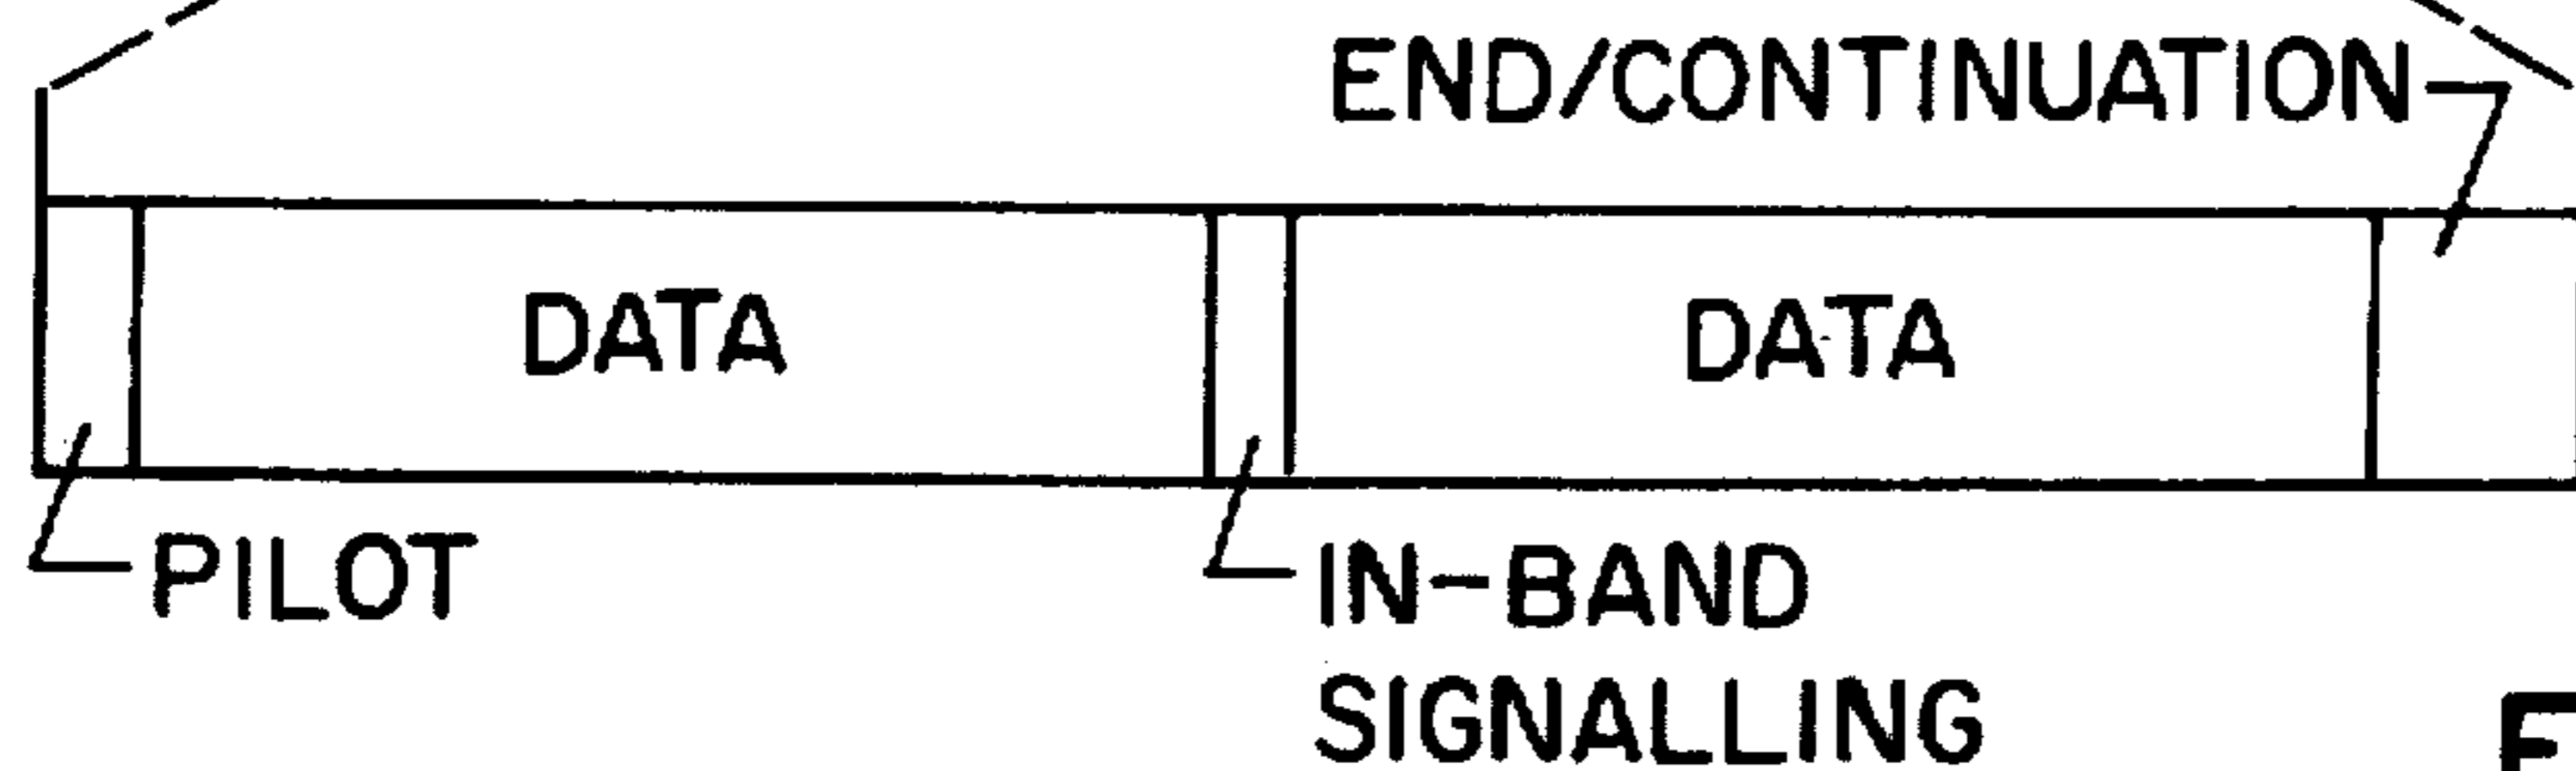 END/CONTINUATION
DATA
DATA
PILOT
IN-BAND
SIGNALLING